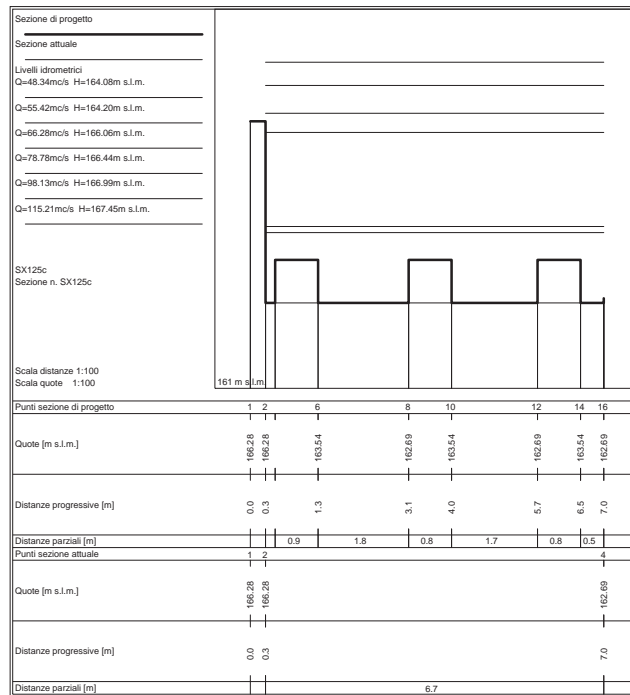 Sezione di progetto
Sezione attuale
Livelli idrometrici
Q=48.34mc/s H=164.08m s.l.m.
Q=55.42mc/s H=164.20m s.l.m.
Q=66.28mc/s H=166.06m s.l.m.
Q=78.78mc/s H=166.44m s.l.m.
Q=98.13mc/s H=166.99m s.l.m.
Q=115.21mc/s H=167.45m s.l.m.
SX125c
Sezione n. SX125c
Scala distanze 1:100
Scala quote 1:100
161 m s.l.m.
Punti sezione di progetto 1 2 6 8 10 12 14 16
Quote [m s.l.m.] 166.28 166.28 163.54 162.69 163.54 162.69 163.54 162.69
Distanze progressive [m] 0.0 0.3 1.3 3.1 4.0 5.7 6.5 7.0
Distanze parziali [m] 0.9 1.8 0.8 1.7 0.8 0.5
Punti sezione attuale 1 2 4
Quote [m s.l.m.] 166.28 166.28 162.69
Distanze progressive [m] 0.0 0.3 7.0
Distanze parziali [m] 6.7